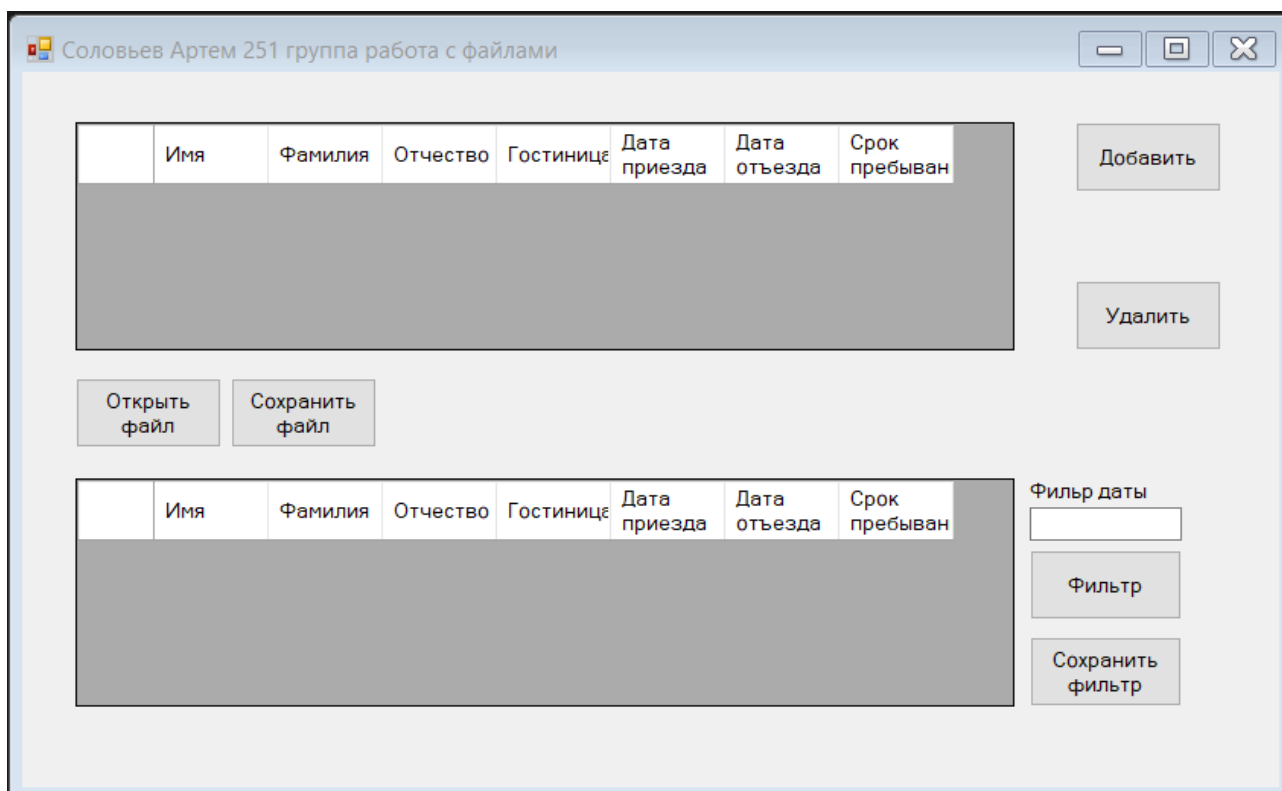 Соловьев Артем 251 группа работа с файлами
Имя Фамилия Отчество Гостиница Дата приезда Дата отъезда Срок пребыван
Добавить
Удалить
Открыть файл
Сохранить файл
Имя Фамилия Отчество Гостиница Дата приезда Дата отъезда Срок пребыван
Фильр даты
Фильтр
Сохранить фильтр